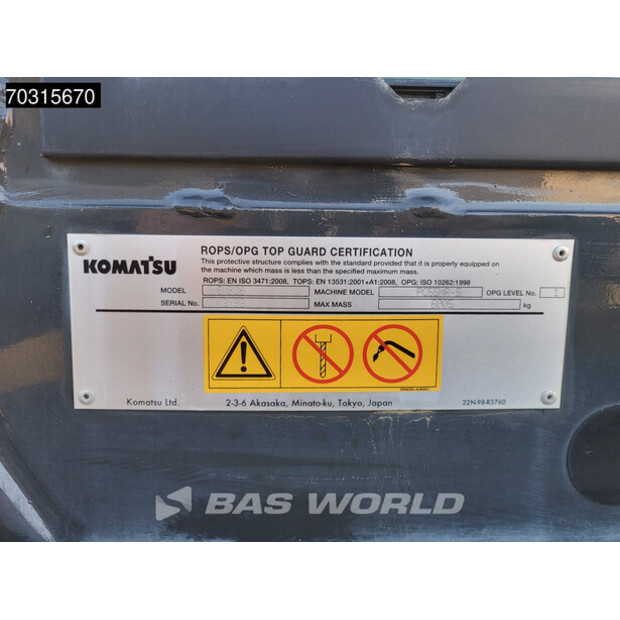 70315670
KOMATSU
ROPS/OPG TOP GUARD CERTIFICATION
This protective structure complies with the standard provided that it is properly equipped on
the machine which mass is less than the specified maximum mass.
ROPS: EN ISO 3471:2008, TOPS: EN 13531:2001+A1:2008, OPG: ISO 10262:1998
MODEL MACHINE MODEL OPG LEVEL No. 1
SERIAL No. MAX MASS kg
Komatsu Ltd. 2-3-6 Akasaka, Minato-ku, Tokyo, Japan 22N-98-R3760
BAS WORLD